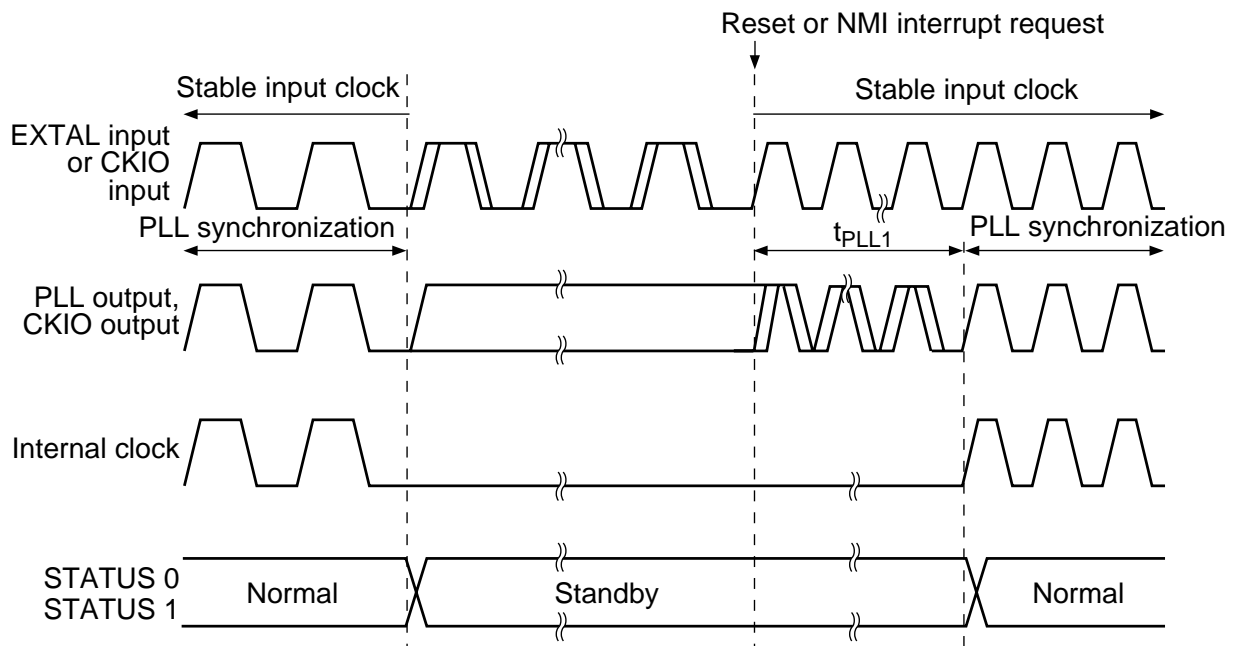 Reset or NMI interrupt request
Stable input clock
Stable input clock
EXTAL input
or CKIO
input
PLL synchronization
tPLL1
PLL synchronization
PLL output,
CKIO output
Internal clock
STATUS 0
STATUS 1
Normal
Standby
Normal